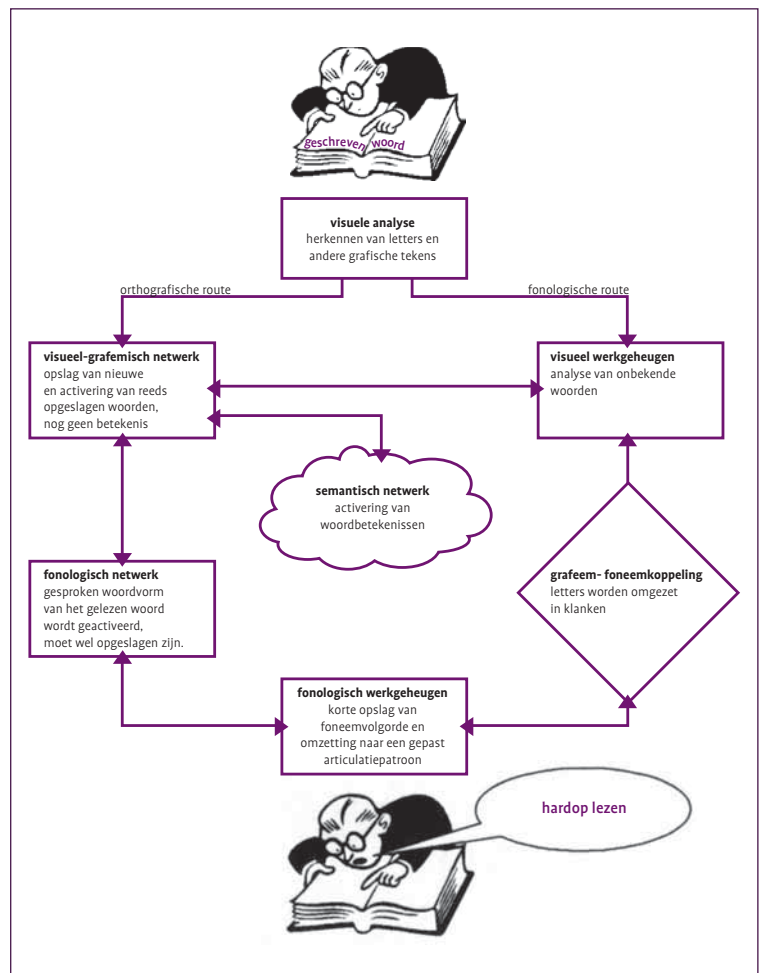 geschreven woord
visuele analyse
herkennen van letters en
andere grafische tekens
orthografische route
fonologische route
visueel-grafemisch netwerk
opslag van nieuwe
en activering van reeds
opgeslagen woorden,
nog geen betekenis
visueel werkgeheugen
analyse van onbekende
woorden
semantisch netwerk
activering van
woordbetekenissen
fonologisch netwerk
gesproken woordvorm
van het gelezen woord
wordt geactiveerd,
moet wel opgeslagen zijn.
grafeem- foneemkoppeling
letters worden omgezet
in klanken
fonologisch werkgeheugen
korte opslag van
foneemvolgorde en
omzetting naar een gepast
articulatiepatroon
hardop lezen